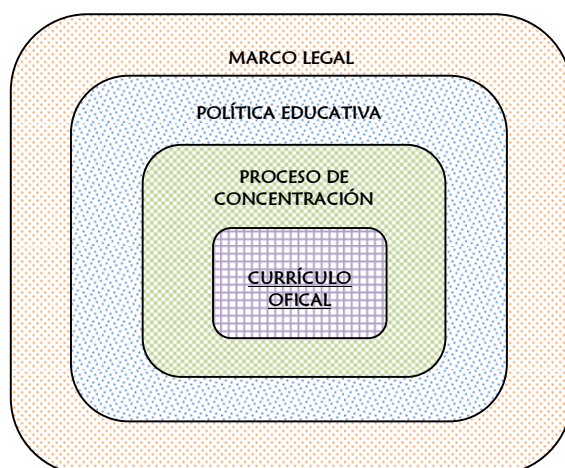 MARCO LEGAL
POLÍTICA EDUCATIVA
PROCESO DE
CONCENTRACIÓN
CURRÍCULO
OFICAL